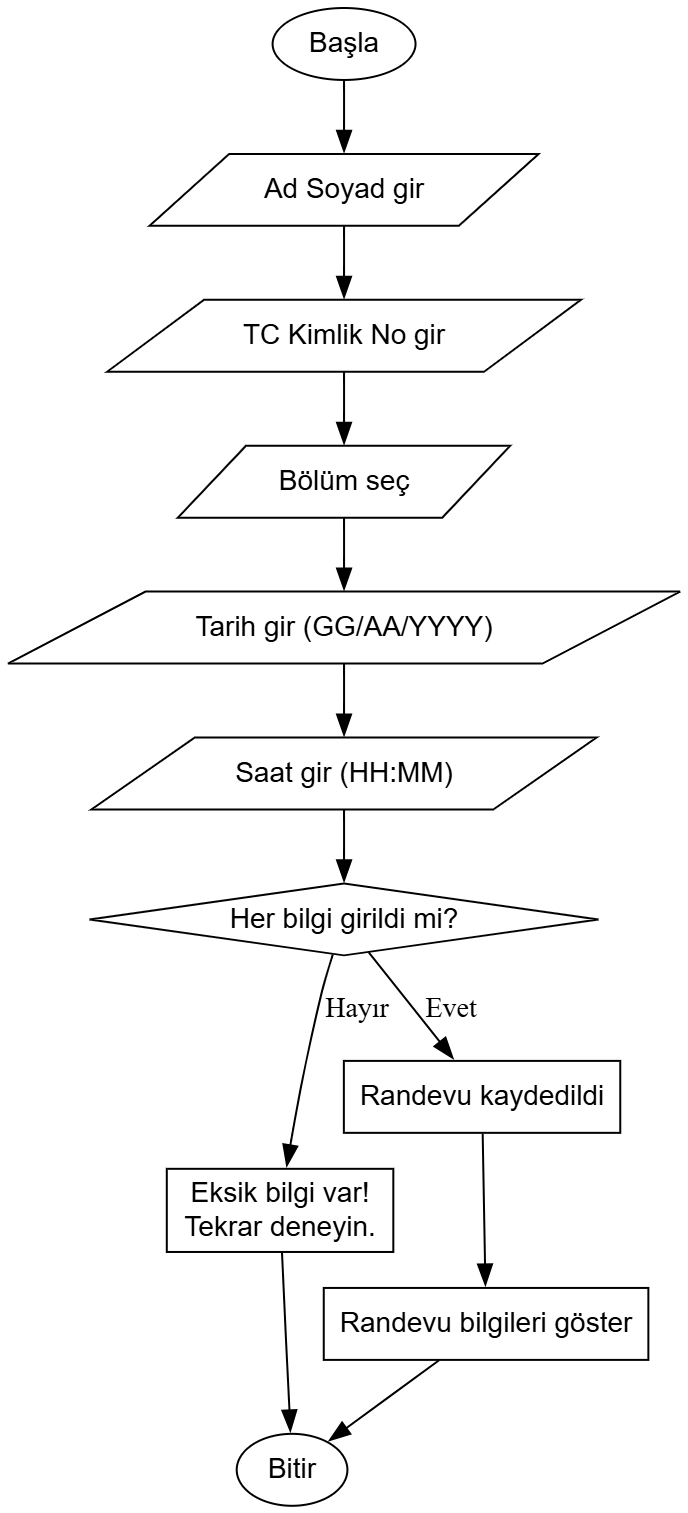 Başla
Ad Soyad gir
TC Kimlik No gir
Bölüm seç
Tarih gir (GG/AA/YYYY)
Saat gir (HH:MM)
Her bilgi girildi mi?
Hayır
Evet
Randevu kaydedildi
Eksik bilgi var!
Tekrar deneyin.
Randevu bilgileri göster
Bitir